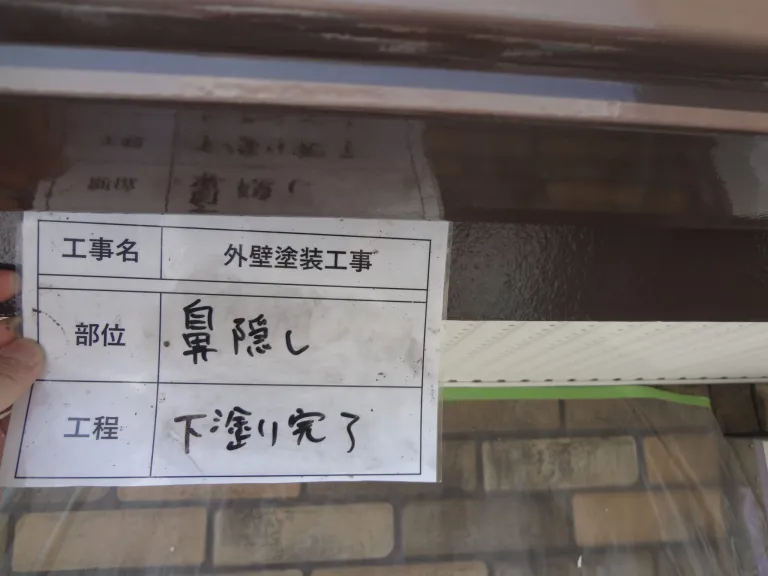 工事名 外壁塗装工事
部位 鼻隠し
工程 下塗り完了